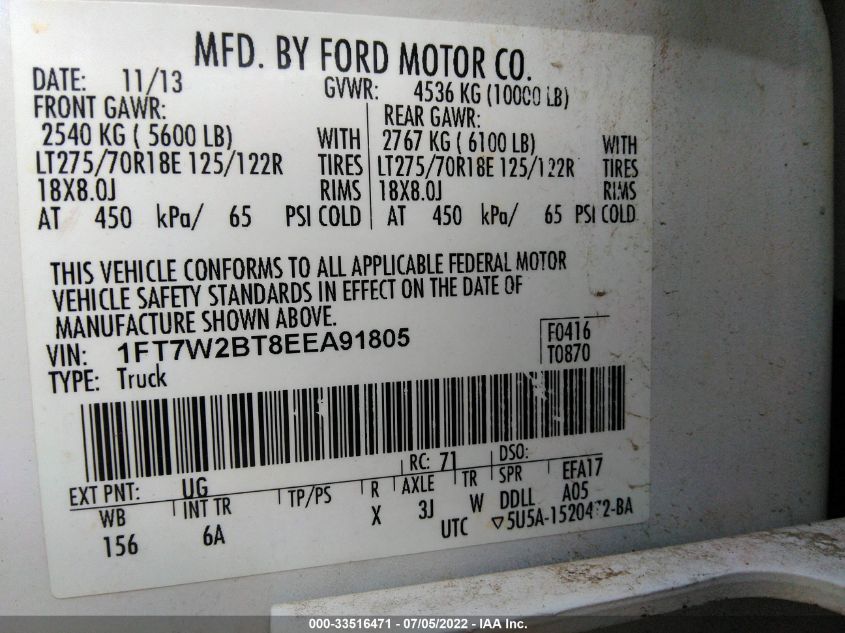 MFD. BY FORD MOTOR CO.
DATE: 11/13 GVWR: 4536 KG (10000 LB)
FRONT GAWR: REAR GAWR:
2540 KG ( 5600 LB) WITH 2767 KG ( 6100 LB) WITH
LT275/70R18E 125/122R TIRES LT275/70R18E 125/122R TIRES
18X8.0J RIMS 18X8.0J RIMS
AT 450 kPa/ 65 PSI COLD AT 450 kPa/ 65 PSI COLD
THIS VEHICLE CONFORMS TO ALL APPLICABLE FEDERAL MOTOR
VEHICLE SAFETY STANDARDS IN EFFECT ON THE DATE OF
MANUFACTURE SHOWN ABOVE.
VIN: 1FT7W2BT8EEA91805 F0416
TYPE: Truck T0870
EXT PNT: UG RC: 71 DSO:
WB INT TR TP/PS R AXLE TR SPR EFA17
156 6A X 3J W DDLL A05
UTC ▽5U5A-1520472-BA
000-33516471 - 07/05/2022 - IAA Inc.